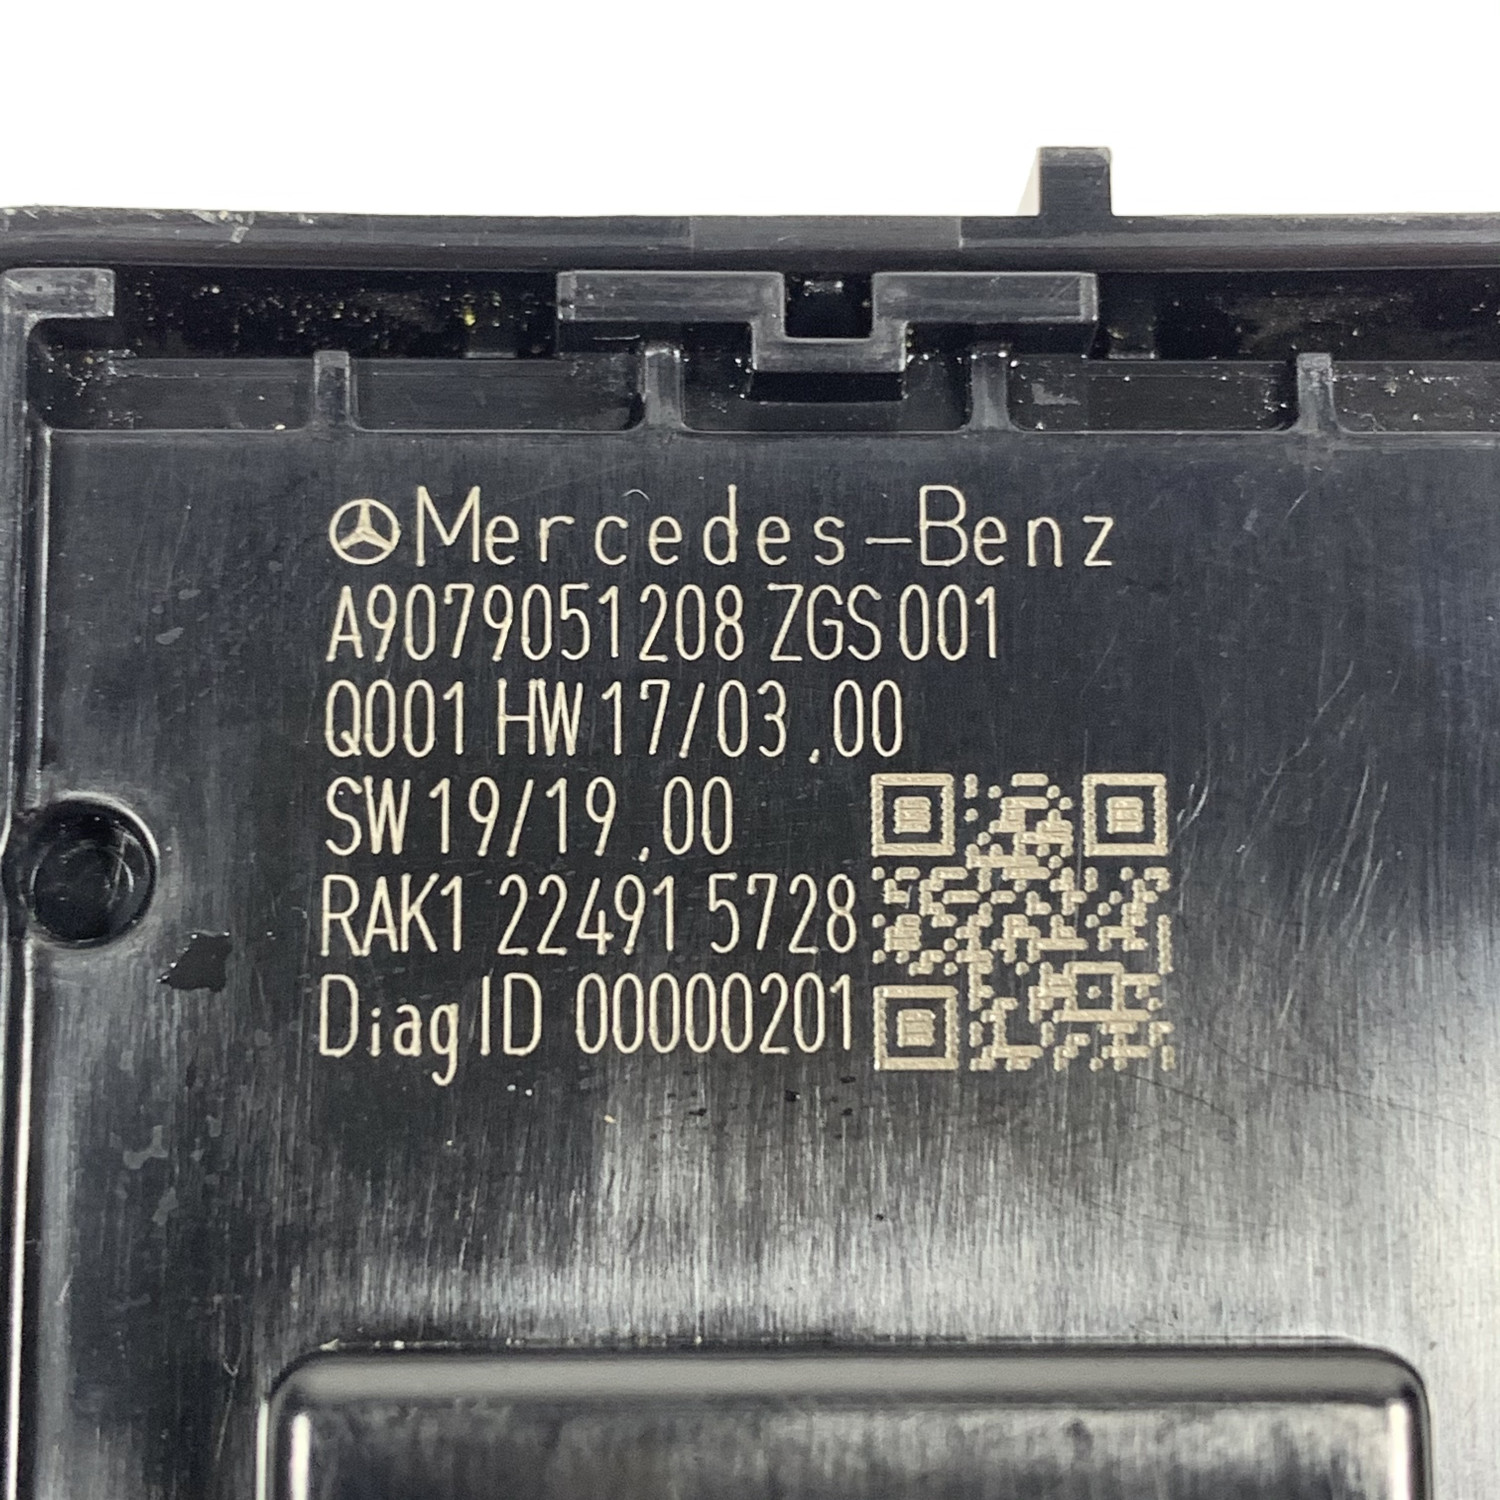 Mercedes-Benz
A9079051208 ZGS 001
Q001 HW 17/03.00
SW 19/19.00
RAK1 22491 5728
Diag ID 00000201